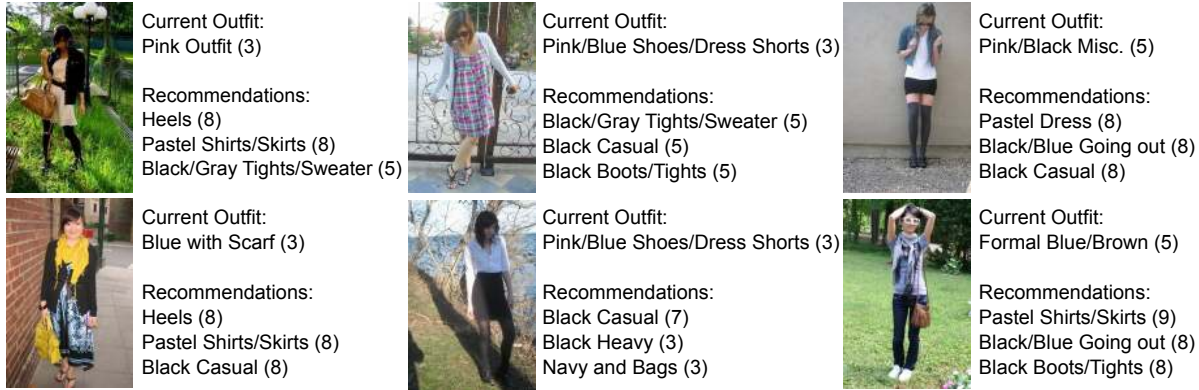 Current Outfit:
Pink Outfit (3)
Recommendations:
Heels (8)
Pastel Shirts/Skirts (8)
Black/Gray Tights/Sweater (5)
Current Outfit:
Pink/Blue Shoes/Dress Shorts (3)
Recommendations:
Black/Gray Tights/Sweater (5)
Black Casual (5)
Black Boots/Tights (5)
Current Outfit:
Pink/Black Misc. (5)
Recommendations:
Pastel Dress (8)
Black/Blue Going out (8)
Black Casual (8)
Current Outfit:
Blue with Scarf (3)
Recommendations:
Heels (8)
Pastel Shirts/Skirts (8)
Black Casual (8)
Current Outfit:
Pink/Blue Shoes/Dress Shorts (3)
Recommendations:
Black Casual (7)
Black Heavy (3)
Navy and Bags (3)
Current Outfit:
Formal Blue/Brown (5)
Recommendations:
Pastel Shirts/Skirts (9)
Black/Blue Going out (8)
Black Boots/Tights (8)